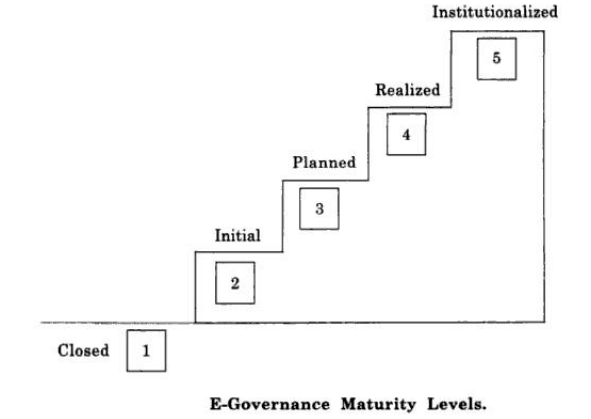 Institutionalized
5
Realized
4
Planned
3
Initial
2
Closed 1
E-Governance Maturity Levels.